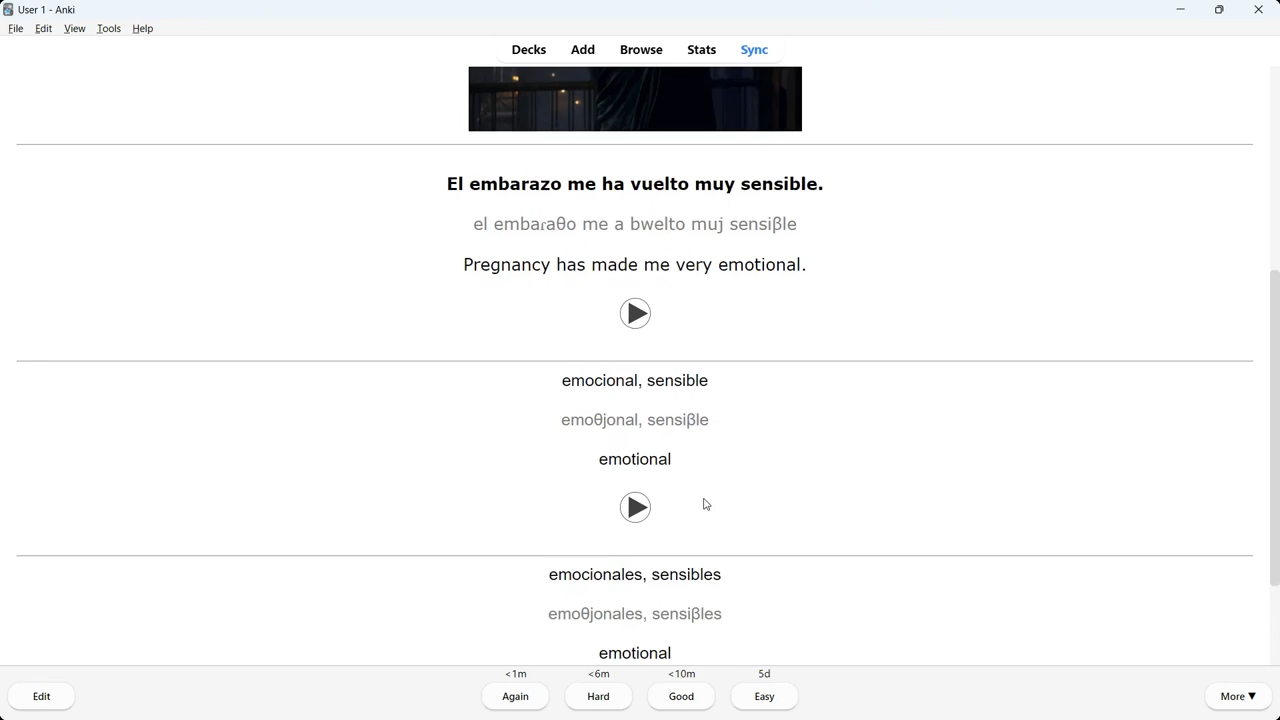 User 1 - Anki
File Edit View Tools Help
Decks Add Browse Stats Sync
El embarazo me ha vuelto muy sensible.
el embaɾaθo me a bwelto muj sensiβle
Pregnancy has made me very emotional.
emocional, sensible
emoθjonal, sensiβle
emotional
emocionales, sensibles
emoθjonales, sensiβles
emotional
<1m <6m <10m 5d
Edit Again Hard Good Easy More ▼